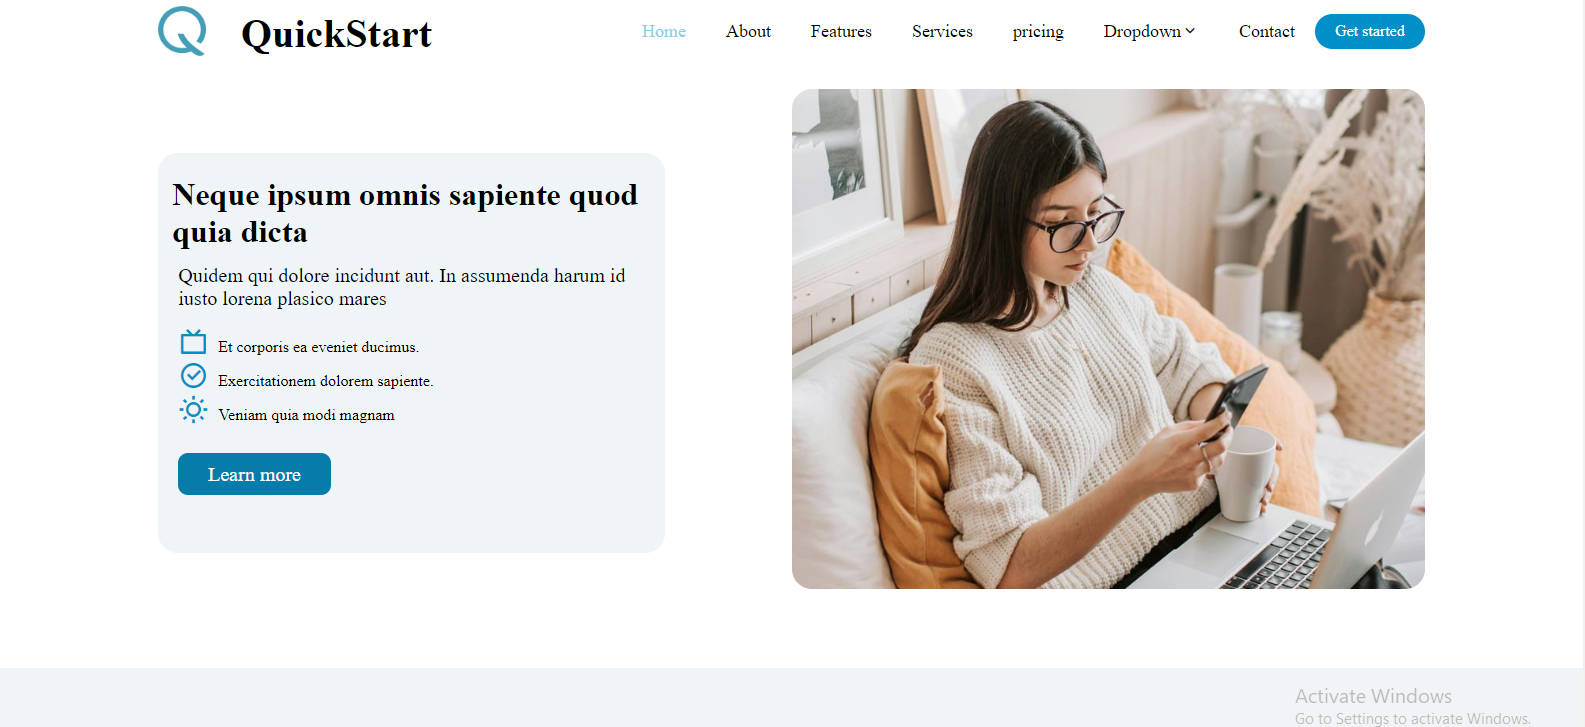 QuickStart
Home About Features Services pricing Dropdown Contact Get started
Neque ipsum omnis sapiente quod
quia dicta
Quidem qui dolore incidunt aut. In assumenda harum id
iusto lorena plasico mares
Et corporis ea eveniet ducimus.
Exercitationem dolorem sapiente.
Veniam quia modi magnam
Learn more
Activate Windows
Go to Settings to activate Windows.